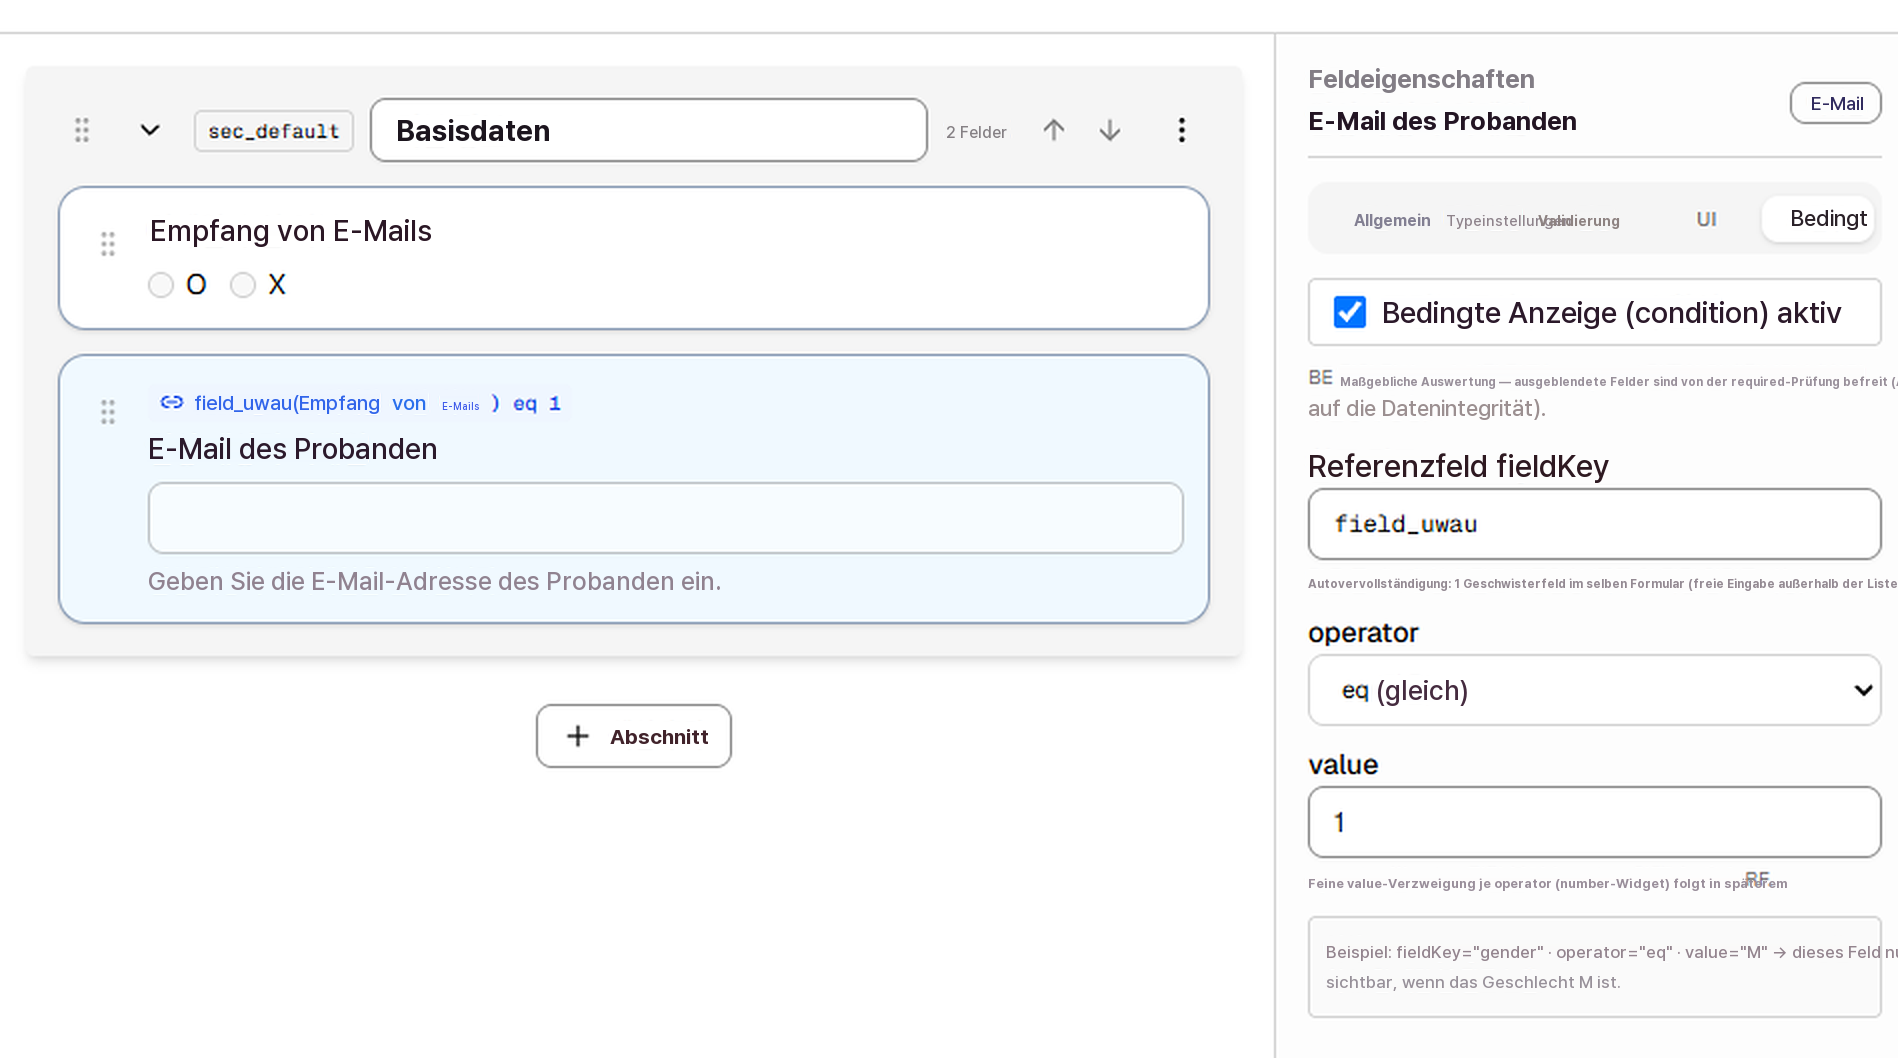 sec_default
Basisdaten
2 Felder
Empfang von E-Mails
O X
field_uwau(Empfang von E-Mails ) eq 1
E-Mail des Probanden
Geben Sie die E-Mail-Adresse des Probanden ein.
Abschnitt
Feldeigenschaften
E-Mail des Probanden
E-Mail
Allgemein Typeinstellungen Validierung UI Bedingt
Bedingte Anzeige (condition) aktiv
BE Maßgebliche Auswertung — ausgeblendete Felder sind von der required-Prüfung befreit (
auf die Datenintegrität).
Referenzfeld fieldKey
field_uwau
Autovervollständigung: 1 Geschwisterfeld im selben Formular (freie Eingabe außerhalb der Liste
operator
eq (gleich)
value
1
Feine value-Verzweigung je operator (number-Widget) folgt in späterem RF
Beispiel: fieldKey="gender" · operator="eq" · value="M" → dieses Feld
sichtbar, wenn das Geschlecht M ist.